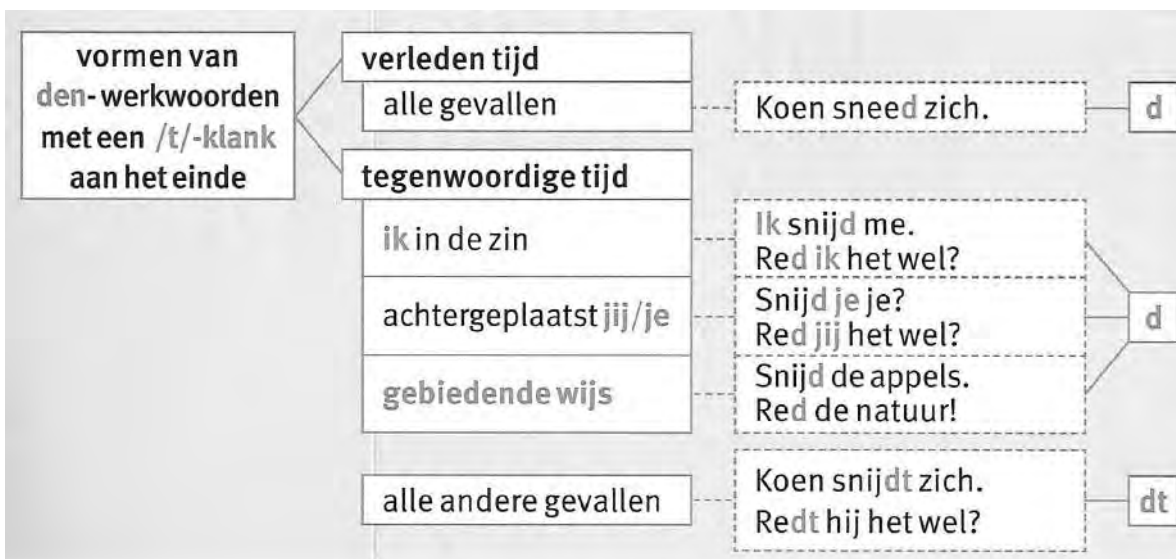 vormen van
den-werkwoorden
met een /t/-klank
aan het einde
verleden tijd
alle gevallen
Koen sneed zich.
d
tegenwoordige tijd
ik in de zin
Ik snijd me.
Red ik het wel?
achtergeplaatst jij/je
Snijd je je?
Red jij het wel?
d
gebiedende wijs
Snijd de appels.
Red de natuur!
alle andere gevallen
Koen snijdt zich.
Redt hij het wel?
dt